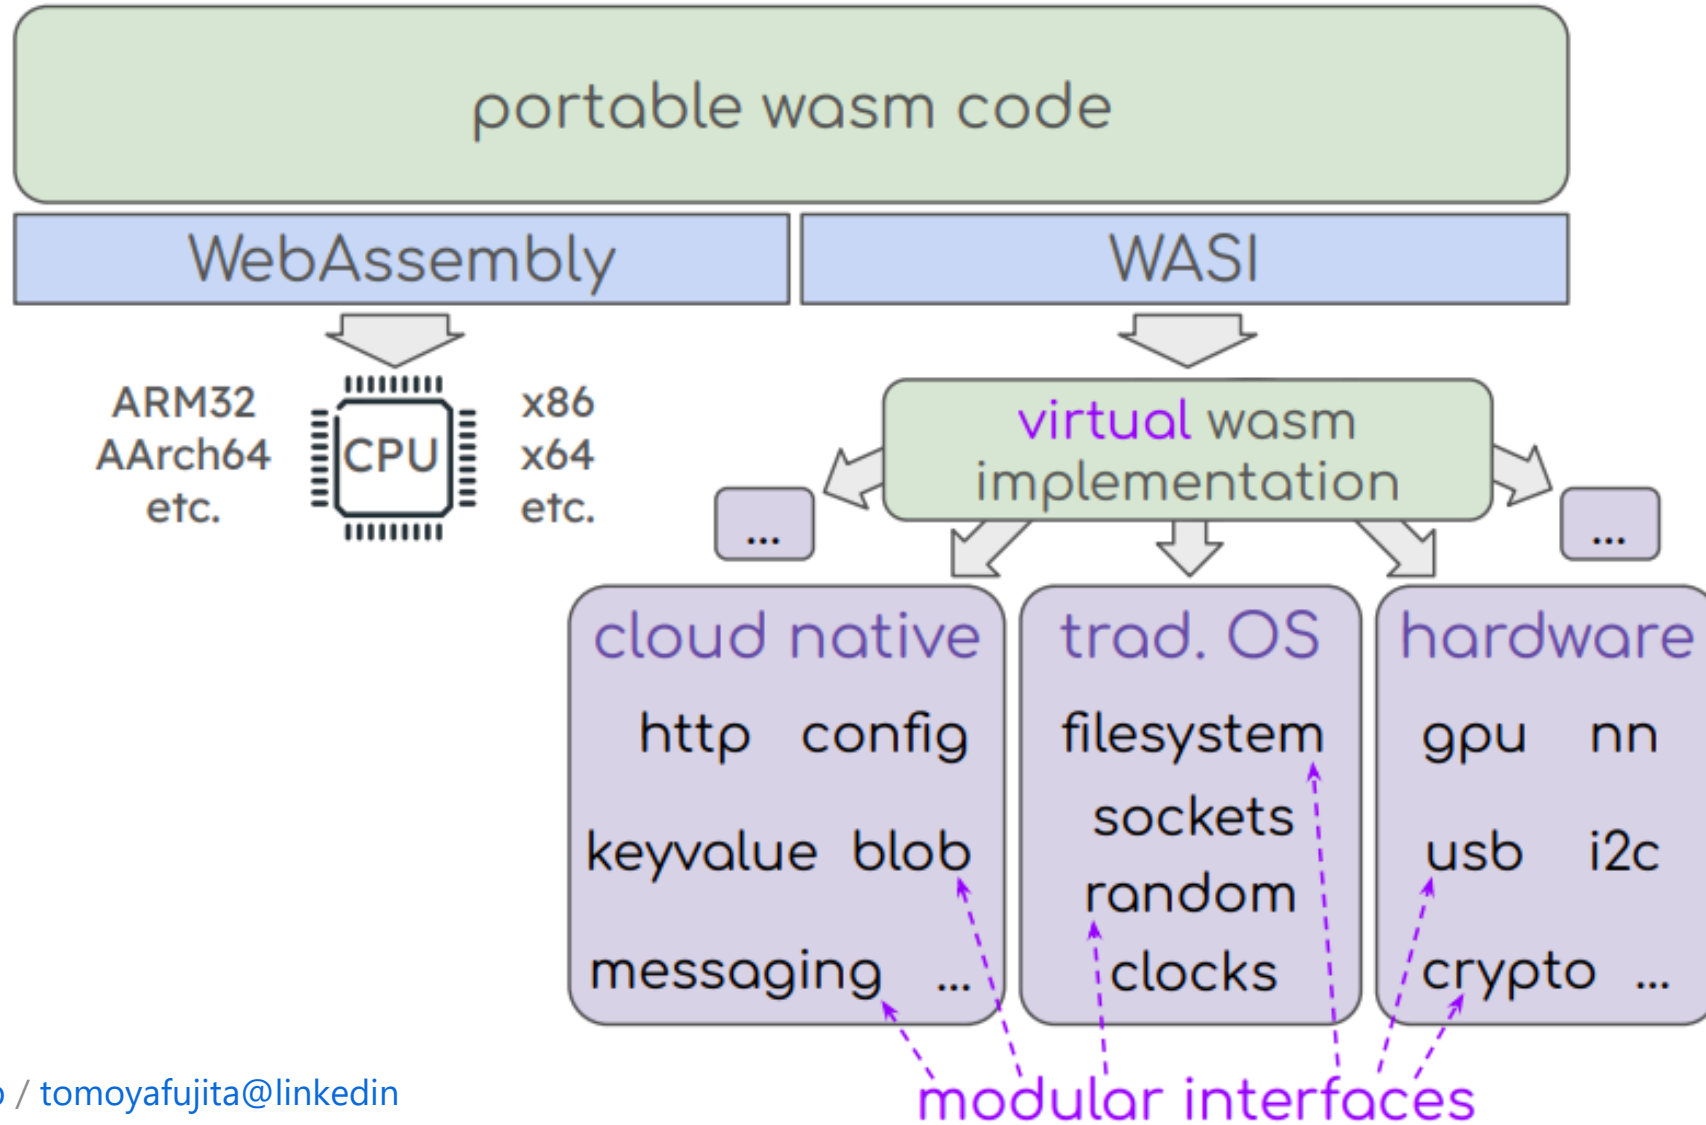 portable wasm code
WebAssembly
WASI
ARM32
AArch64
etc.
CPU
x86
x64
etc.
virtual wasm
implementation
...
...
cloud native
http config
keyvalue blob
messaging ...
trad. OS
filesystem
sockets
random
clocks
hardware
gpu nn
usb i2c
crypto ...
modular interfaces
/ tomoyafujita@linkedin